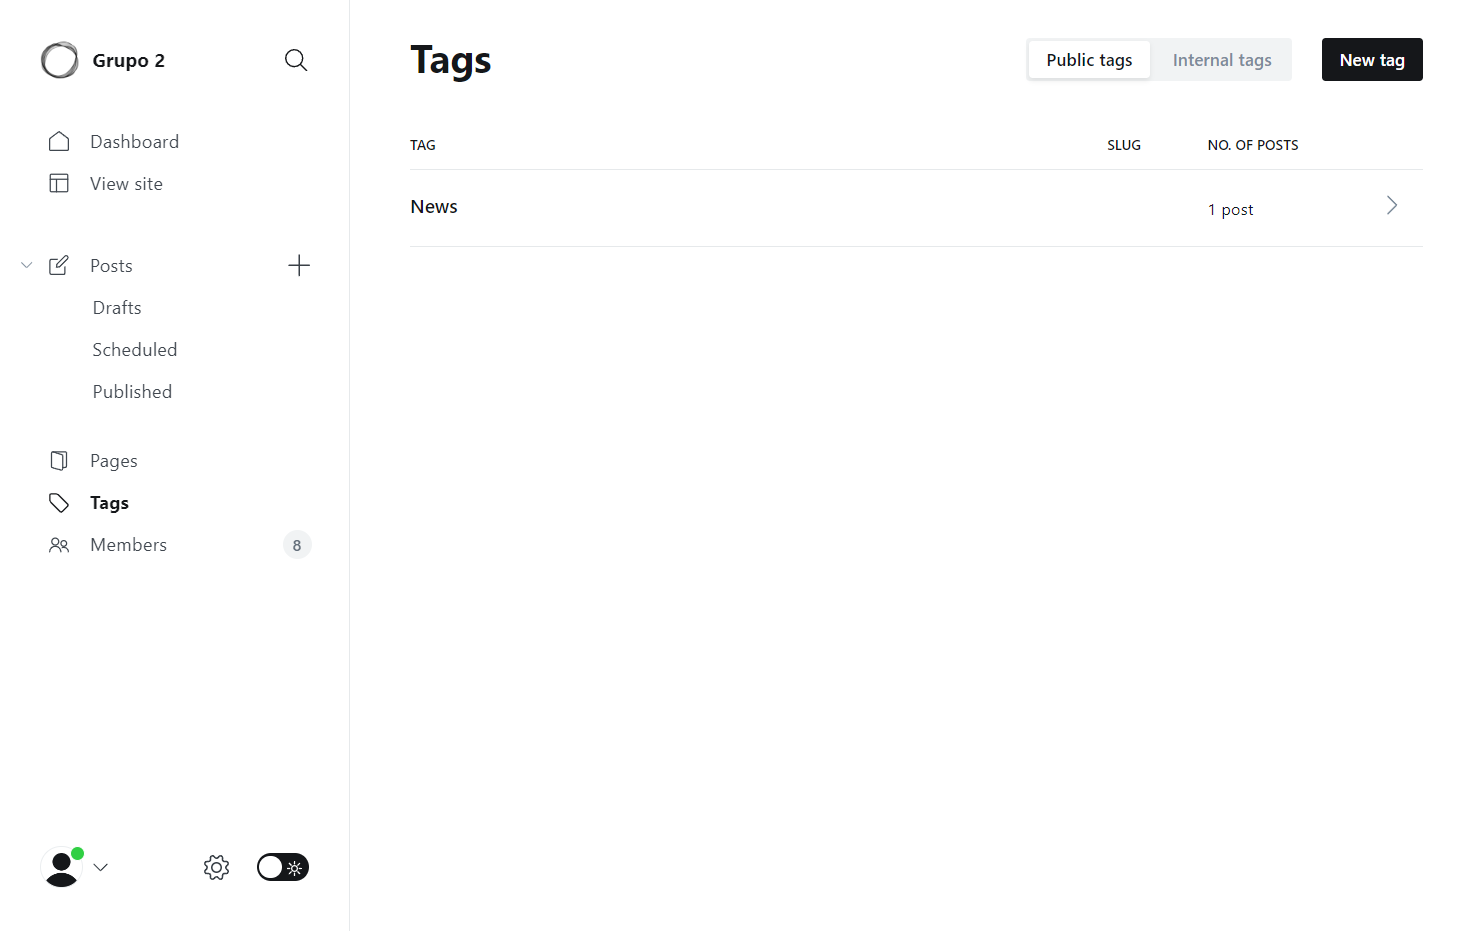 Grupo 2
Dashboard
View site
Posts
Drafts
Scheduled
Published
Pages
Tags
Members
8
Tags
Public tags
Internal tags
New tag
TAG
SLUG
NO. OF POSTS
News
1 post